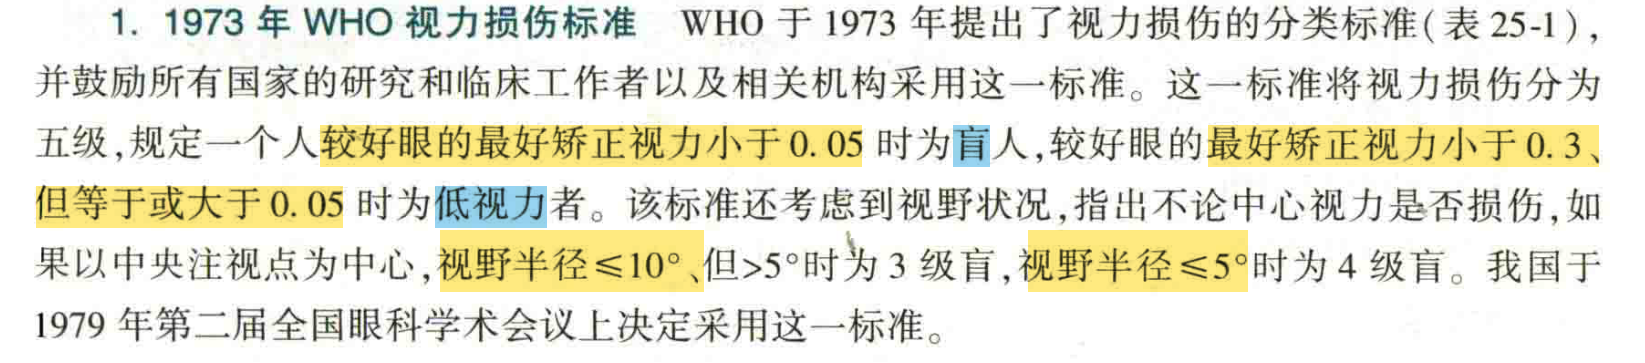 1. 1973 年 WHO 视力损伤标准 WHO 于 1973 年提出了视力损伤的分类标准(表 25-1),
并鼓励所有国家的研究和临床工作者以及相关机构采用这一标准。这一标准将视力损伤分为
五级,规定一个人较好眼的最好矫正视力小于 0.05 时为盲人,较好眼的最好矫正视力小于 0.3、
但等于或大于 0.05 时为低视力者。该标准还考虑到视野状况,指出不论中心视力是否损伤,如
果以中央注视点为中心,视野半径≤10°、但>5°时为 3 级盲,视野半径≤5°时为 4 级盲。我国于
1979 年第二届全国眼科学术会议上决定采用这一标准。